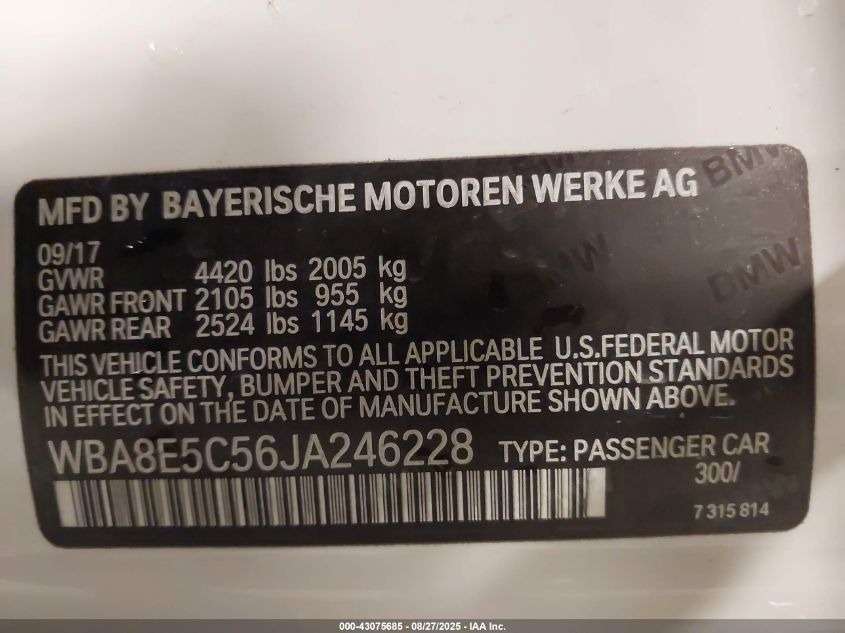 MFD BY BAYERISCHE MOTOREN WERKE AG
BMW
BMW
BMW
09/17
GVWR 4420 lbs 2005 kg
GAWR FRONT 2105 lbs 955 kg
GAWR REAR 2524 lbs 1145 kg
THIS VEHICLE CONFORMS TO ALL APPLICABLE U.S.FEDERAL MOTOR
VEHICLE SAFETY, BUMPER AND THEFT PREVENTION STANDARDS
IN EFFECT ON THE DATE OF MANUFACTURE SHOWN ABOVE.
WBA8E5C56JA246228 TYPE: PASSENGER CAR
300/
7 315 814
000-43075685 - 08/27/2025 - IAA Inc.